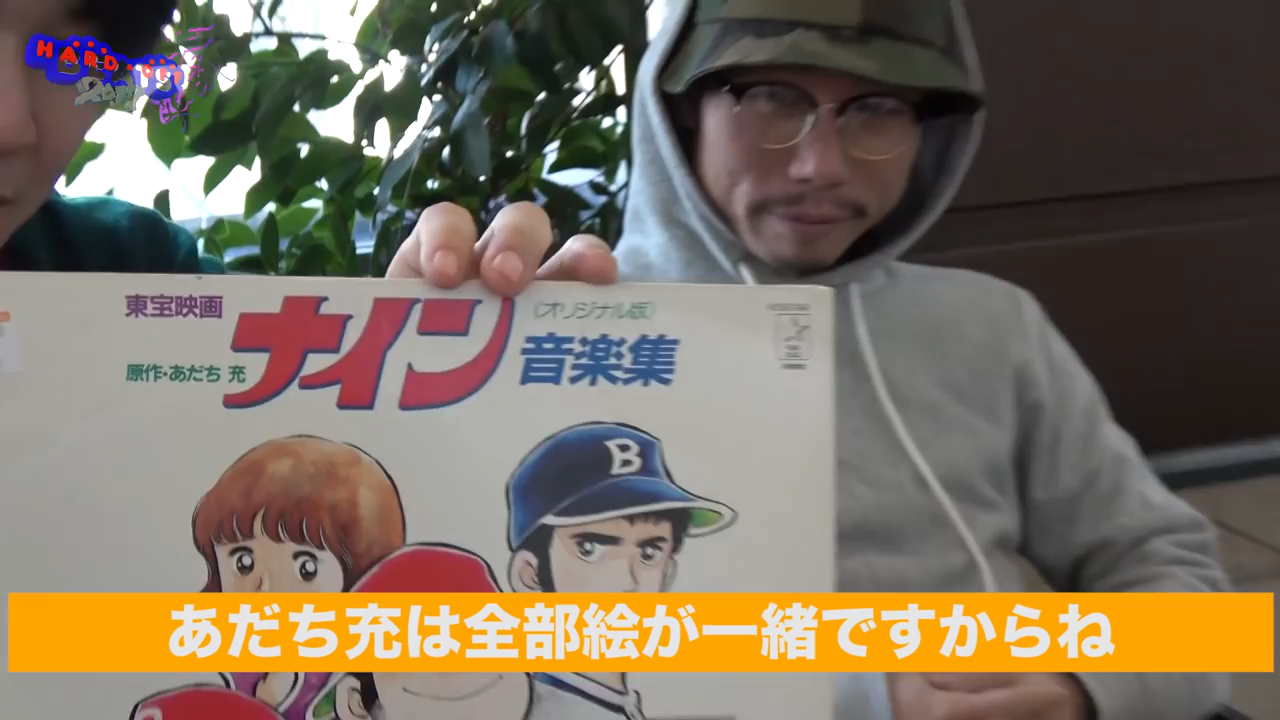 HARD-OFF
東宝映画
ナイン
(オリジナル版)
原作・あだち 充
音楽集
B
あだち充は全部絵が一緒ですからね